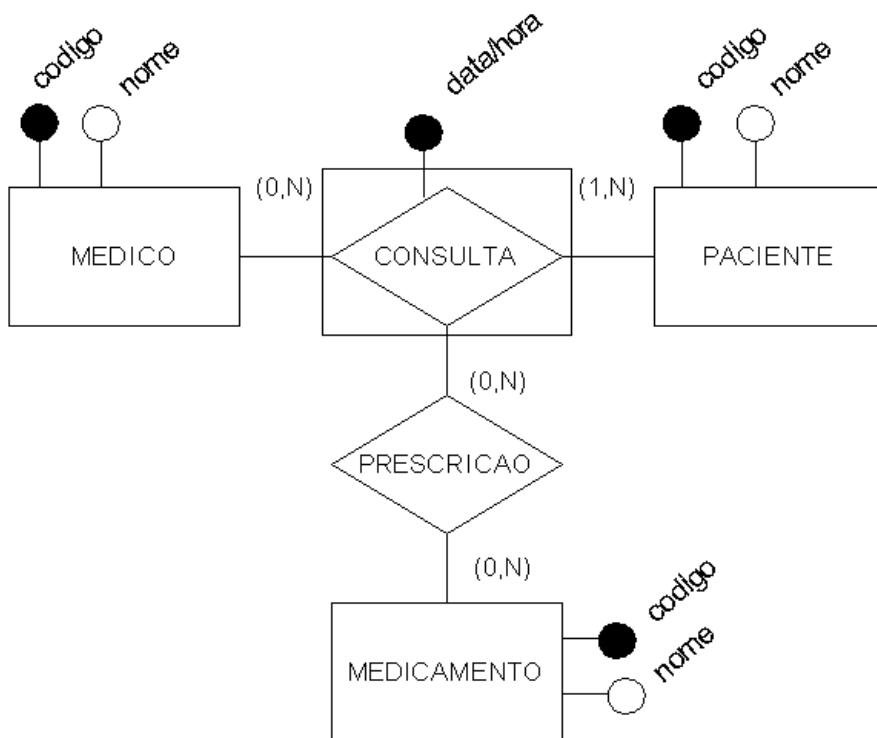 codigo
nome
data/hora
codigo
nome
(0,N)
(1,N)
MEDICO
CONSULTA
PACIENTE
(0,N)
PRESCRICAO
(0,N)
codigo
nome
MEDICAMENTO